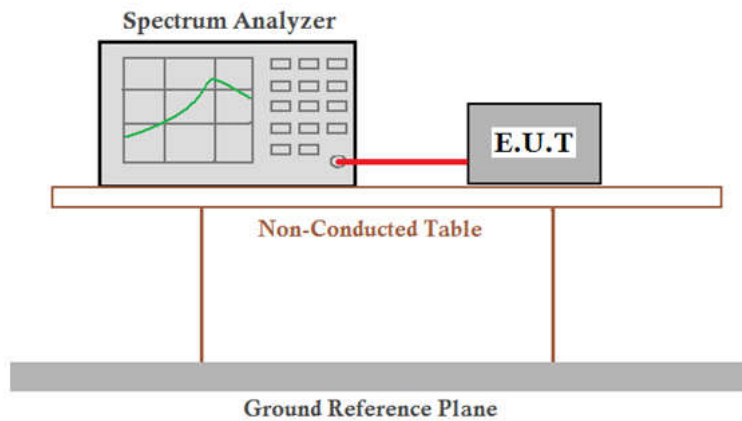 Spectrum Analyzer
E.U.T
Non-Conducted Table
Ground Reference Plane